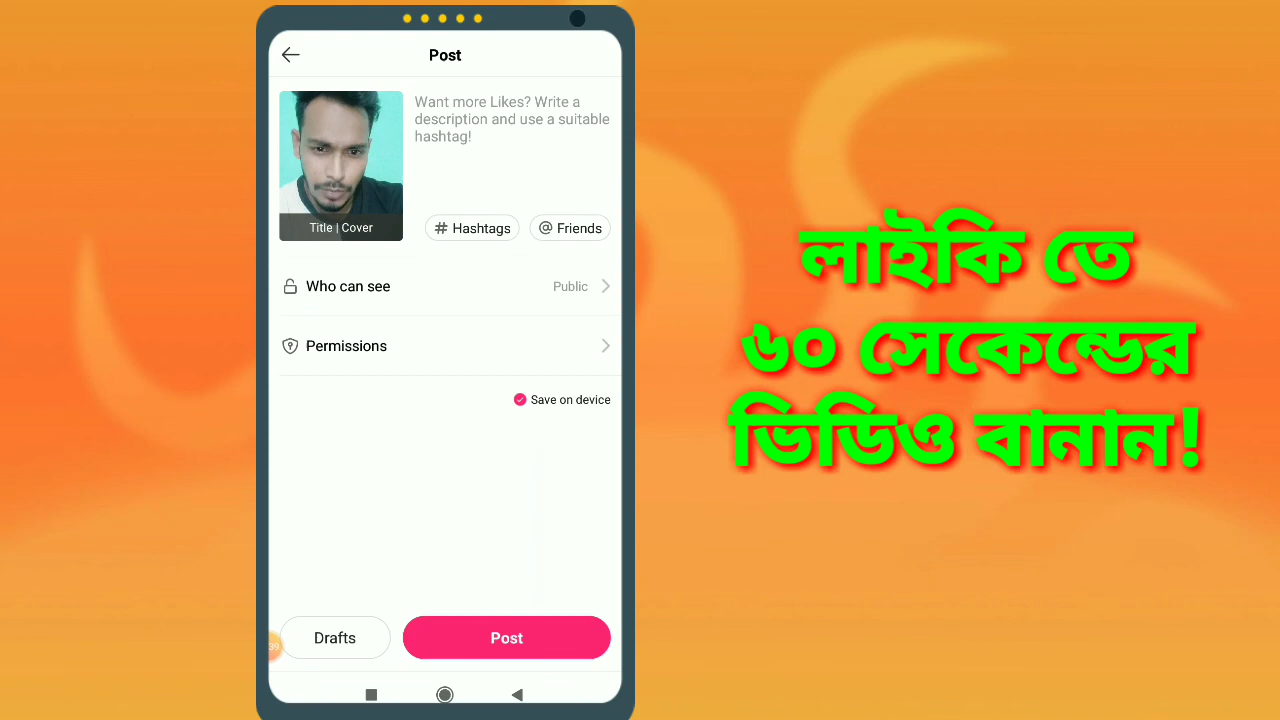 Post
Want more Likes? Write a
description and use a suitable
hashtag!
Title | Cover
# Hashtags
@ Friends
Who can see
Public
Permissions
Save on device
Drafts
Post
লাইকি তে
৬০ সেকেন্ডের
ভিডিও বানান!